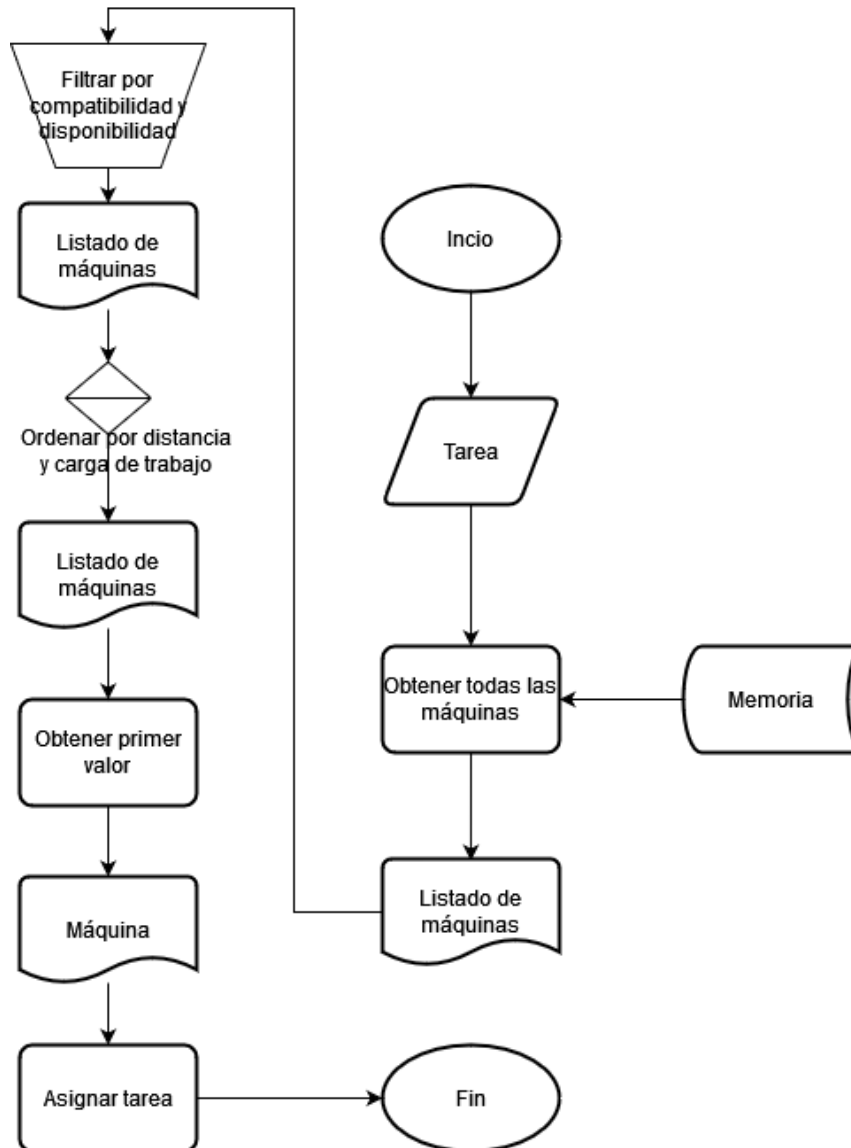 Incio
Tarea
Obtener todas las
máquinas
Memoria
Listado de
máquinas
Filtrar por
compatibilidad y
disponibilidad
Listado de
máquinas
Ordenar por distancia
y carga de trabajo
Listado de
máquinas
Obtener primer
valor
Máquina
Asignar tarea
Fin